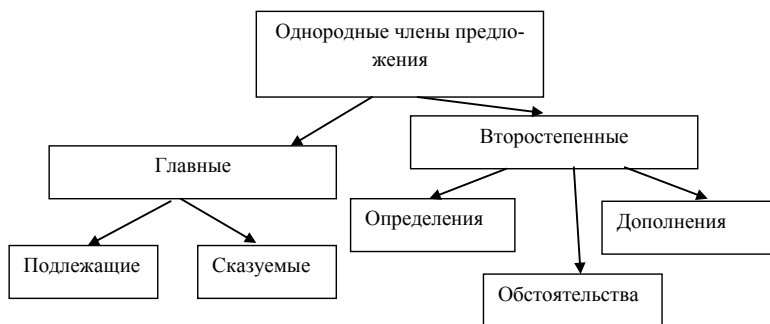 Однородные члены предло-
жения
Второстепенные
Главные
Определения
Дополнения
Подлежащие
Сказуемые
Обстоятельства